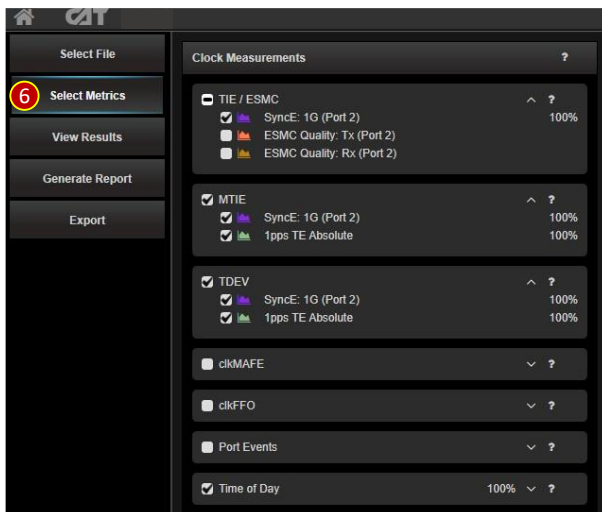 CAT
Select File
6 Select Metrics
View Results
Generate Report
Export
Clock Measurements ?
TIE / ESMC ?
SyncE: 1G (Port 2) 100%
ESMC Quality: Tx (Port 2)
ESMC Quality: Rx (Port 2)
MTIE ?
SyncE: 1G (Port 2) 100%
1pps TE Absolute 100%
TDEV ?
SyncE: 1G (Port 2) 100%
1pps TE Absolute 100%
clkMAFE ?
clkFFO ?
Port Events ?
Time of Day 100% ?